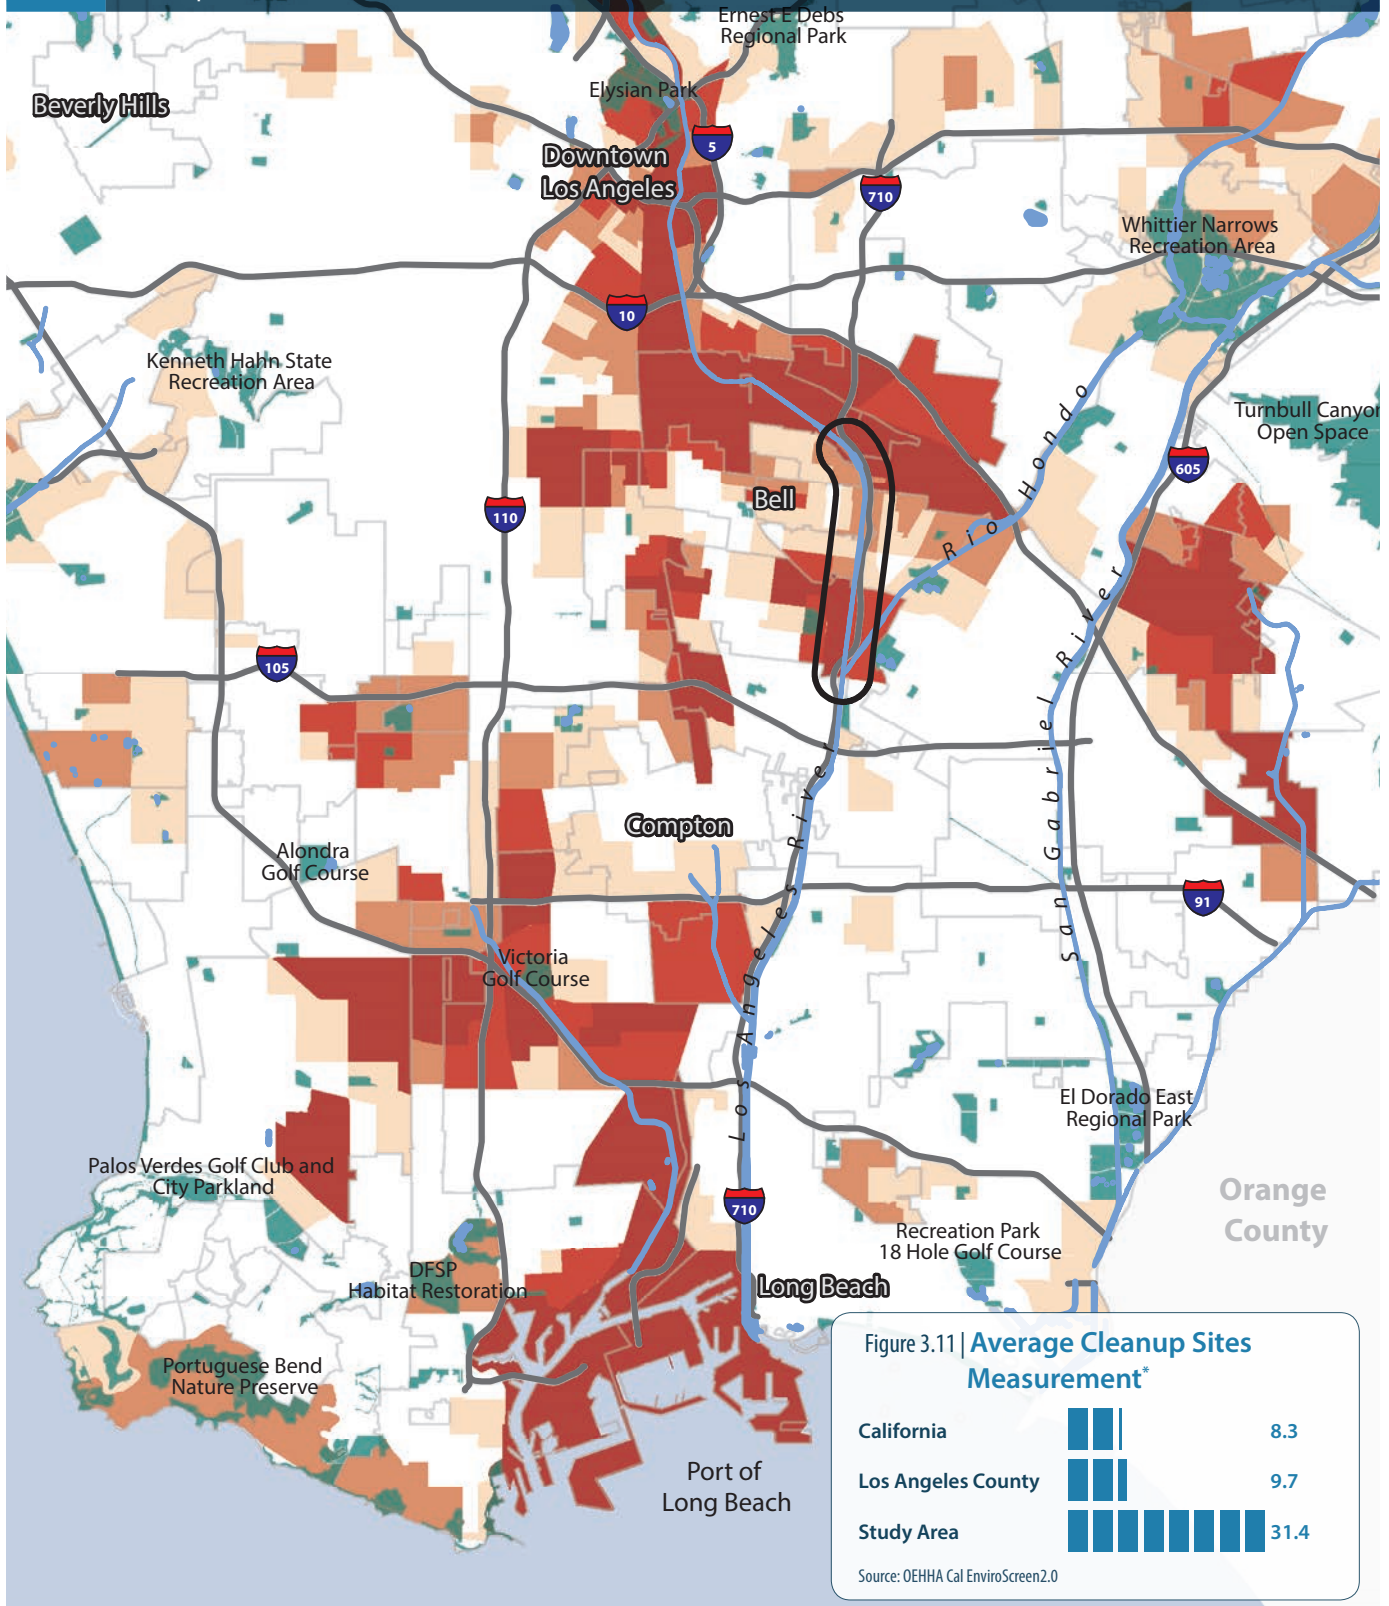 Ernest E Debs
Regional Park
Elysian Park
Beverly Hills
5
Downtown
Los Angeles
710
Whittier Narrows
Recreation Area
10
Kenneth Hahn State
Recreation Area
Rio Hondo
Turnbull Canyon
Open Space
605
Bell
110
105
San Gabriel River
Los Angeles River
Compton
Alondra
Golf Course
91
Victoria
Golf Course
El Dorado East
Regional Park
Palos Verdes Golf Club and
City Parkland
Orange
County
710
Recreation Park
18 Hole Golf Course
DFSP
Habitat Restoration
Long Beach
Portuguese Bend
Nature Preserve
Port of
Long Beach
Figure 3.11 | Average Cleanup Sites
Measurement*
California 8.3
Los Angeles County 9.7
Study Area 31.4
Source: OEHHA Cal EnviroScreen2.0